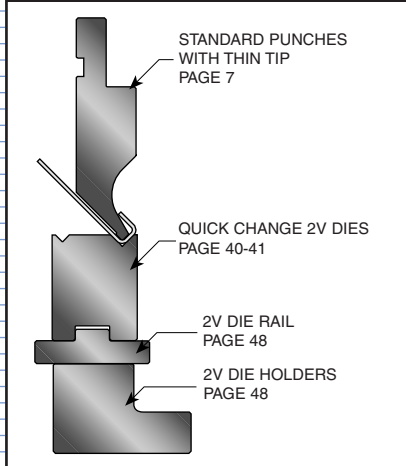 STANDARD PUNCHES
WITH THIN TIP
PAGE 7
QUICK CHANGE 2V DIES
PAGE 40-41
2V DIE RAIL
PAGE 48
2V DIE HOLDERS
PAGE 48